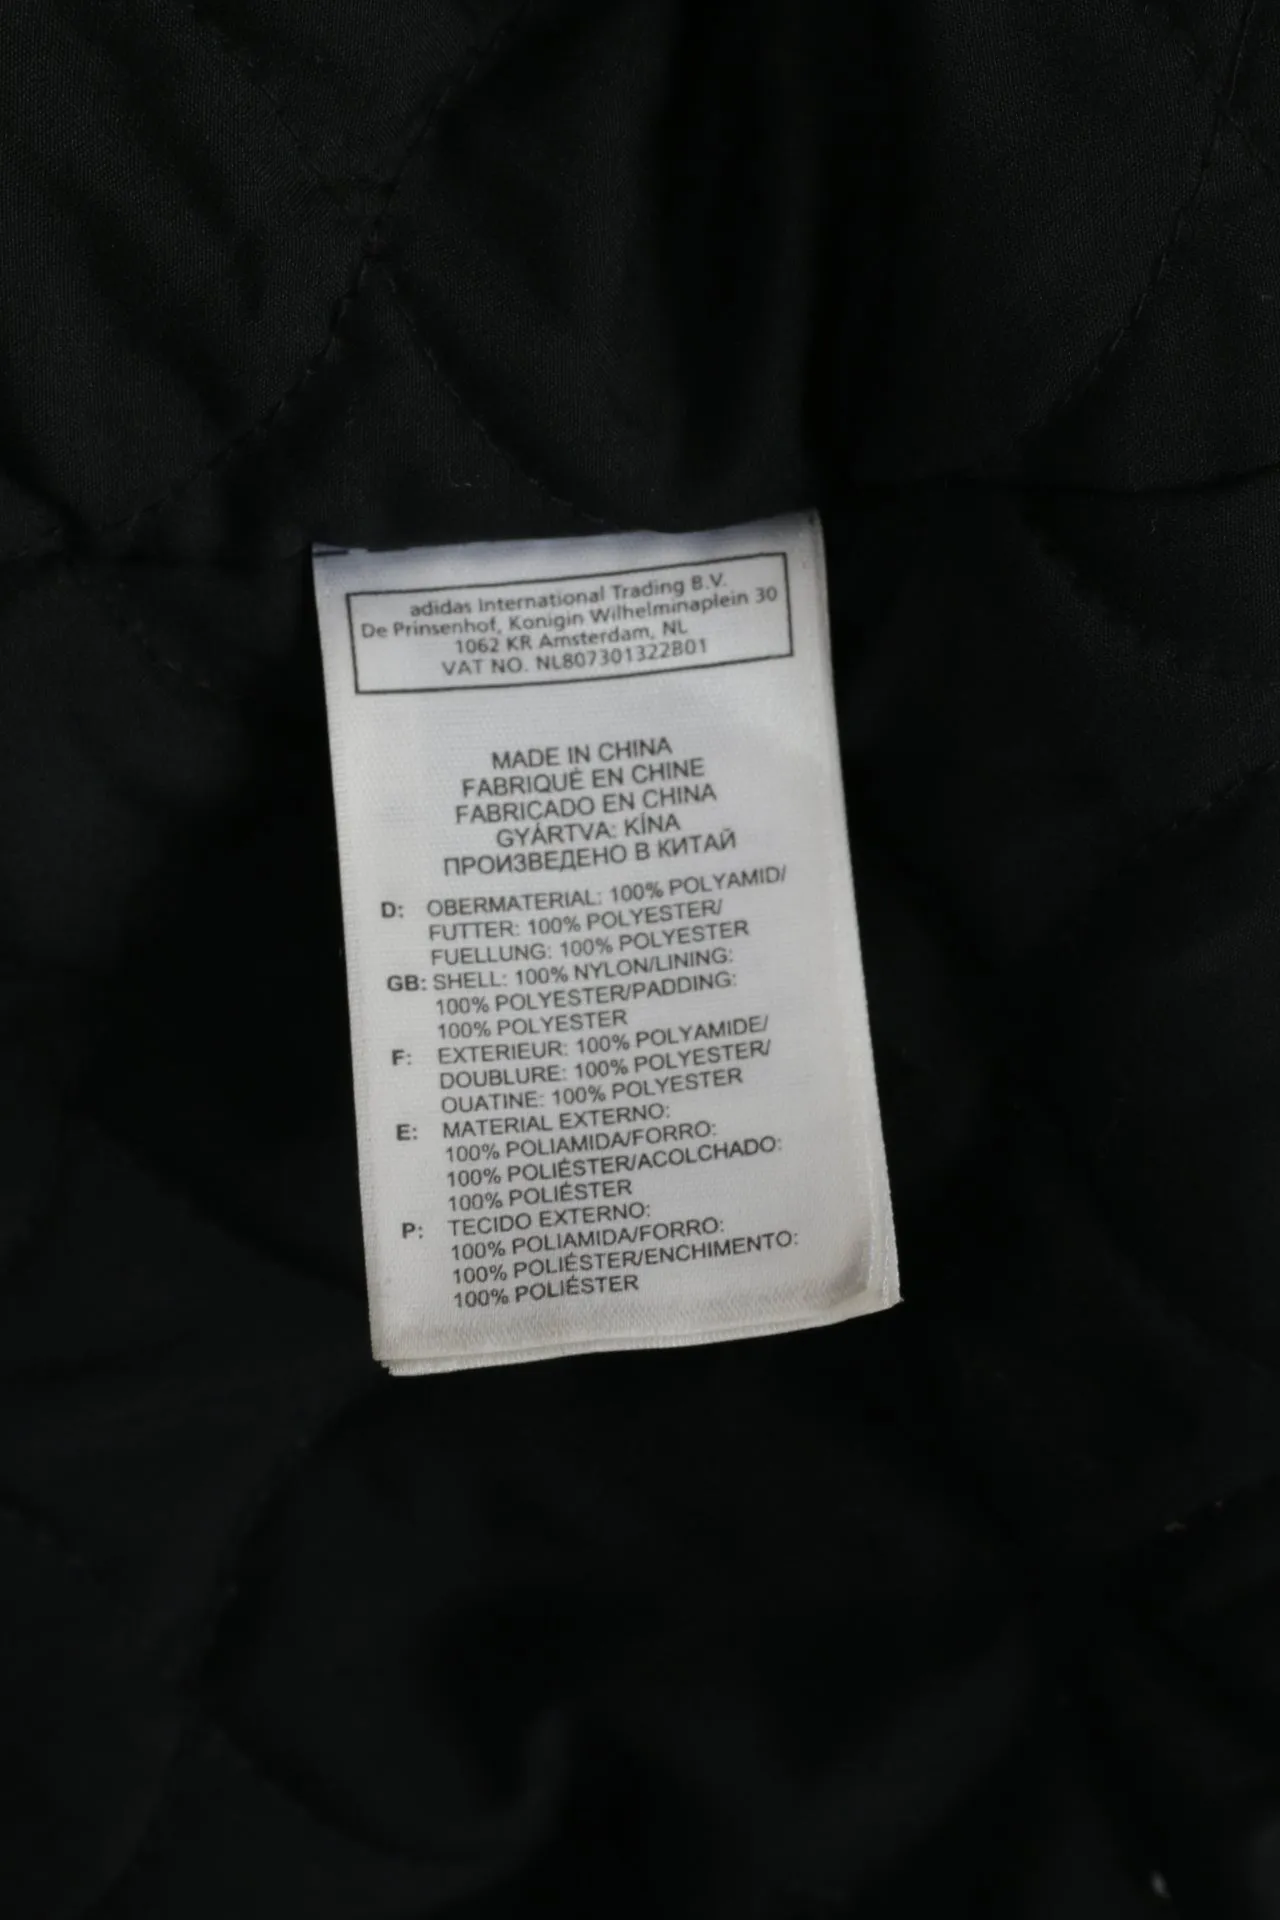 adidas International Trading B.V.
De Prinsenhof, Konigin Wilhelminaplein 30
1062 KR Amsterdam, NL
VAT NO. NL807301322B01
MADE IN CHINA
FABRIQUÉ EN CHINE
FABRICADO EN CHINA
GYÁRTVA: KÍNA
ПРОИЗВЕДЕНО В КИТАЙ
D: OBERMATERIAL: 100% POLYAMID/
FUTTER: 100% POLYESTER/
FUELLUNG: 100% POLYESTER
GB: SHELL: 100% NYLON/LINING:
100% POLYESTER/PADDING:
100% POLYESTER
F: EXTERIEUR: 100% POLYAMIDE/
DOUBLURE: 100% POLYESTER/
OUATINE: 100% POLYESTER
E: MATERIAL EXTERNO:
100% POLIAMIDA/FORRO:
100% POLIÉSTER/ACOLCHADO:
100% POLIÉSTER
P: TECIDO EXTERNO:
100% POLIAMIDA/FORRO:
100% POLIÉSTER/ENCHIMENTO:
100% POLIÉSTER